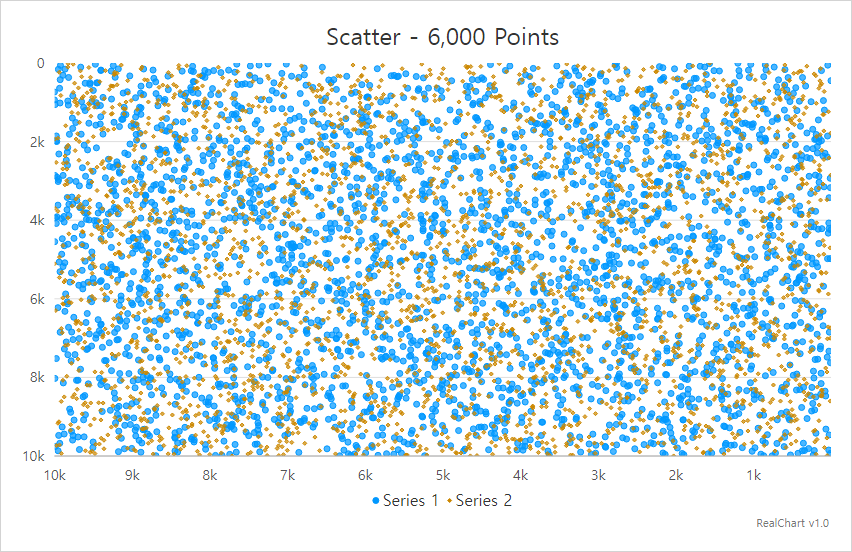 Scatter - 6,000 Points
0
2k
4k
6k
8k
10k
10k 9k 8k 7k 6k 5k 4k 3k 2k 1k
Series 1 Series 2
RealChart v1.0